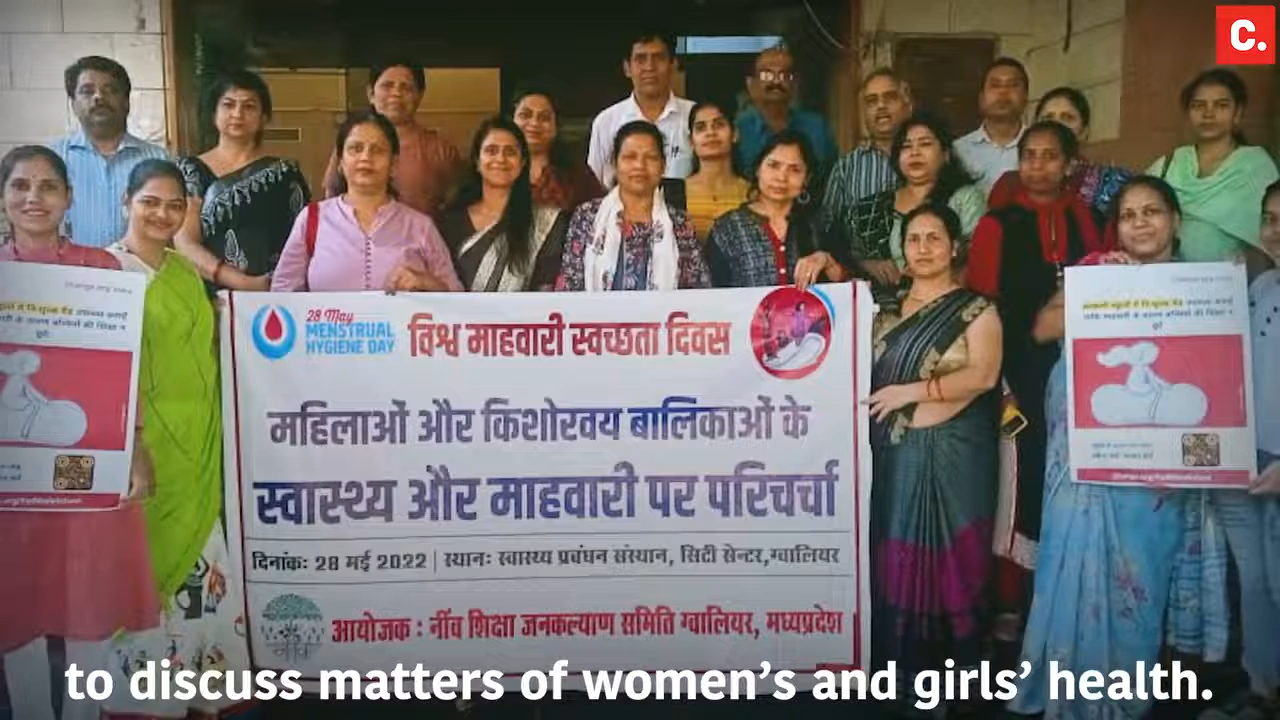 C.
28 May
MENSTRUAL
HYGIENE DAY
विश्व माहवारी स्वच्छता दिवस
महिलाओं और किशोरवय बालिकाओं के
स्वास्थ्य और माहवारी पर परिचर्चा
दिनांकः 28 मई 2022 | स्थानः स्वास्थ्य प्रबंधन संस्थान, सिटी सेन्टर,ग्वालियर
नींव
आयोजक : नींव शिक्षा जनकल्याण समिति ग्वालियर, मध्यप्रदेश
to discuss matters of women’s and girls’ health.